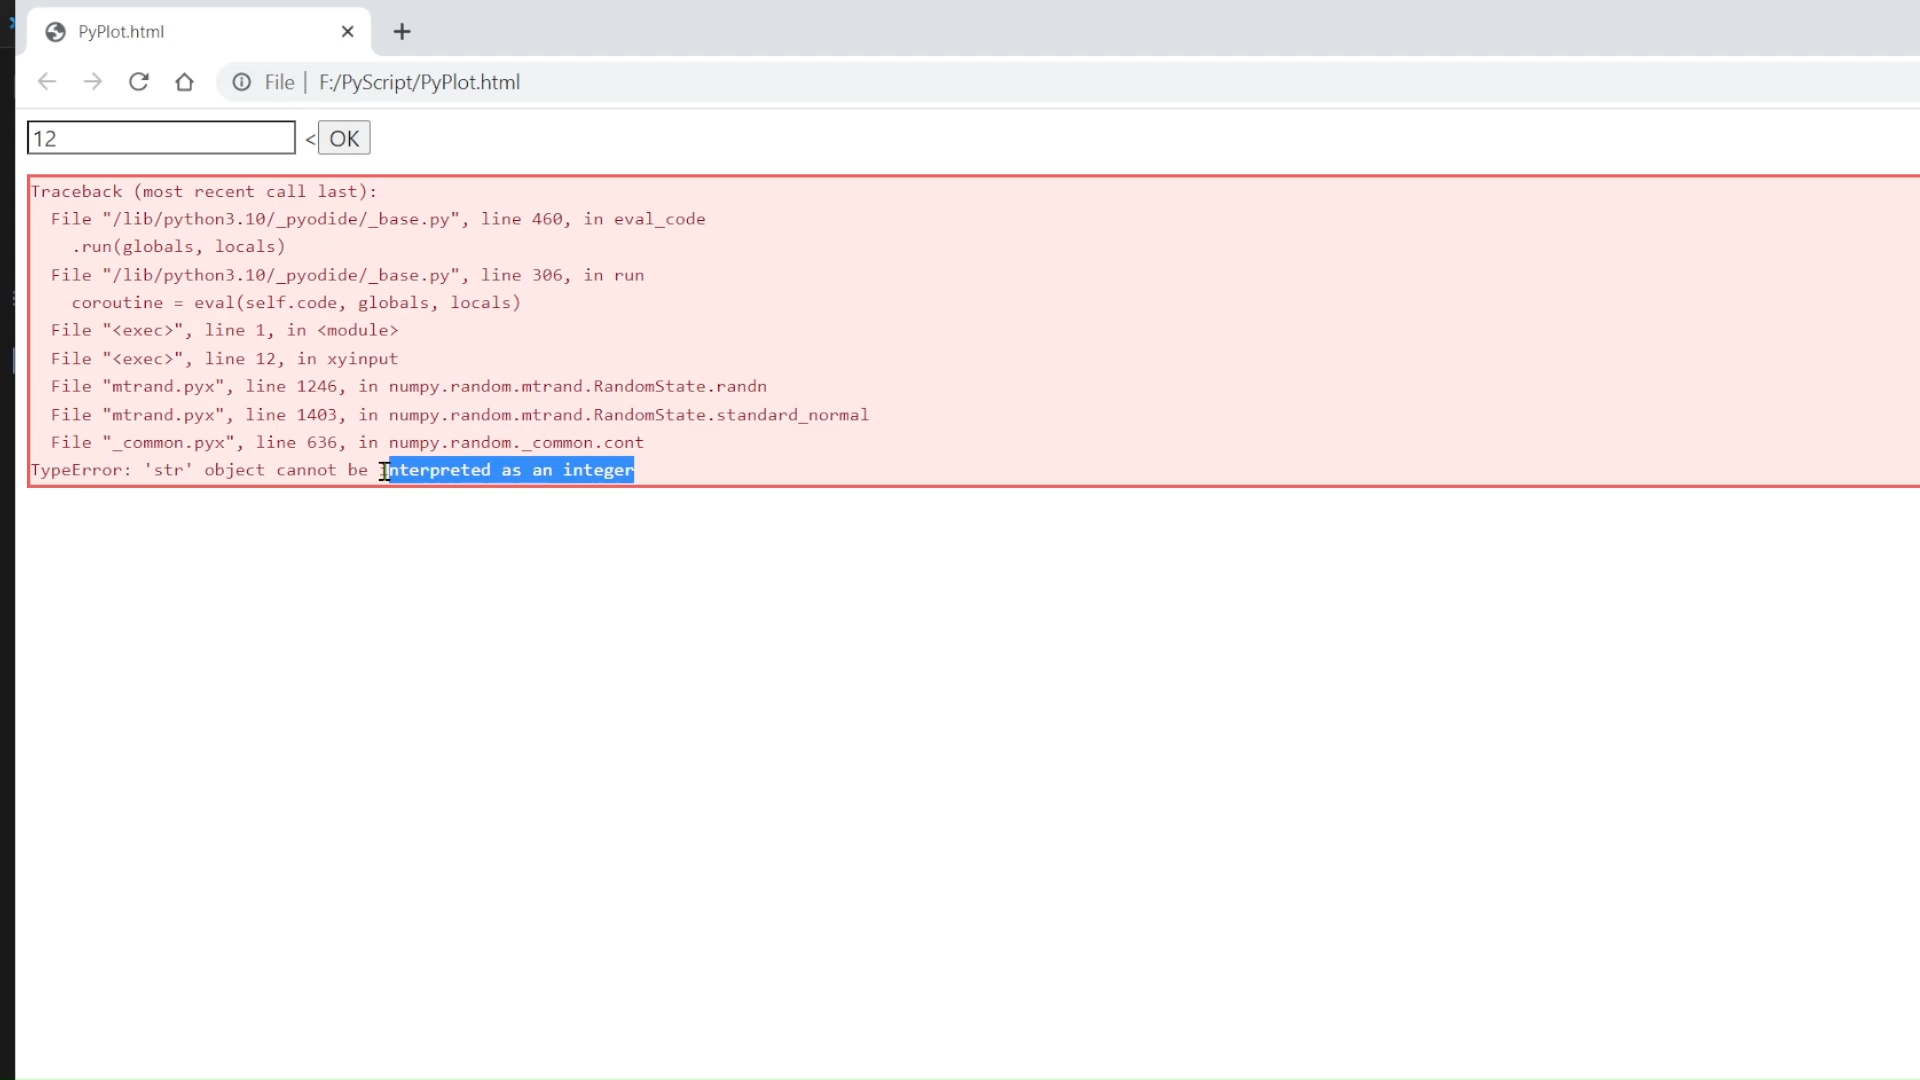 PyPlot.html
File | F:/PyScript/PyPlot.html
12 < OK
Traceback (most recent call last):
File "/lib/python3.10/_pyodide/_base.py", line 460, in eval_code
.run(globals, locals)
File "/lib/python3.10/_pyodide/_base.py", line 306, in run
coroutine = eval(self.code, globals, locals)
File "<exec>", line 1, in <module>
File "<exec>", line 12, in xyinput
File "mtrand.pyx", line 1246, in numpy.random.mtrand.RandomState.randn
File "mtrand.pyx", line 1403, in numpy.random.mtrand.RandomState.standard_normal
File "_common.pyx", line 636, in numpy.random._common.cont
TypeError: 'str' object cannot be interpreted as an integer